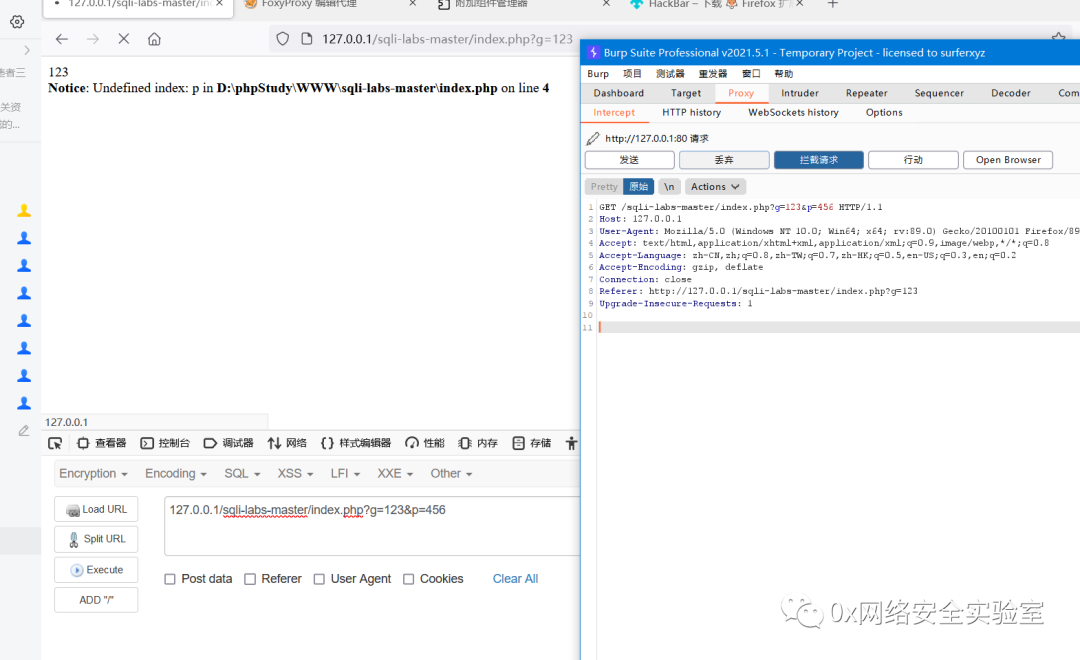 127.0.0.1/sqli-labs-master/in
FoxyProxy 编辑代理
附加组件管理器
HackBar – 下载
Firefox 扩
127.0.0.1/sqli-labs-master/index.php?g=123
123
Notice: Undefined index: p in D:\phpStudy\WWW\sqli-labs-master\index.php on line 4
老者三
关资
的...
127.0.0.1
查看器 控制台 调试器 网络 样式编辑器 性能 内存 存储
Encryption Encoding SQL XSS LFI XXE Other
Load URL
Split URL
Execute
ADD "/"
127.0.0.1/sqli-labs-master/index.php?g=123&p=456
Post data Referer User Agent Cookies Clear All
Burp Suite Professional v2021.5.1 - Temporary Project - licensed to surferxyz
Burp 项目 测试器 重发器 窗口 帮助
Dashboard Target Proxy Intruder Repeater Sequencer Decoder Com
Intercept HTTP history WebSockets history Options
http://127.0.0.1:80 请求
发送 丢弃 拦截请求 行动 Open Browser
Pretty 原始 \n Actions
1 GET /sqli-labs-master/index.php?g=123&p=456 HTTP/1.1
2 Host: 127.0.0.1
3 User-Agent: Mozilla/5.0 (Windows NT 10.0; Win64; x64; rv:89.0) Gecko/20100101 Firefox/89
4 Accept: text/html,application/xhtml+xml,application/xml;q=0.9,image/webp,*/*;q=0.8
5 Accept-Language: zh-CN,zh;q=0.8,zh-TW;q=0.7,zh-HK;q=0.5,en-US;q=0.3,en;q=0.2
6 Accept-Encoding: gzip, deflate
7 Connection: close
8 Referer: http://127.0.0.1/sqli-labs-master/index.php?g=123
9 Upgrade-Insecure-Requests: 1
10
11
0x网络安全实验室